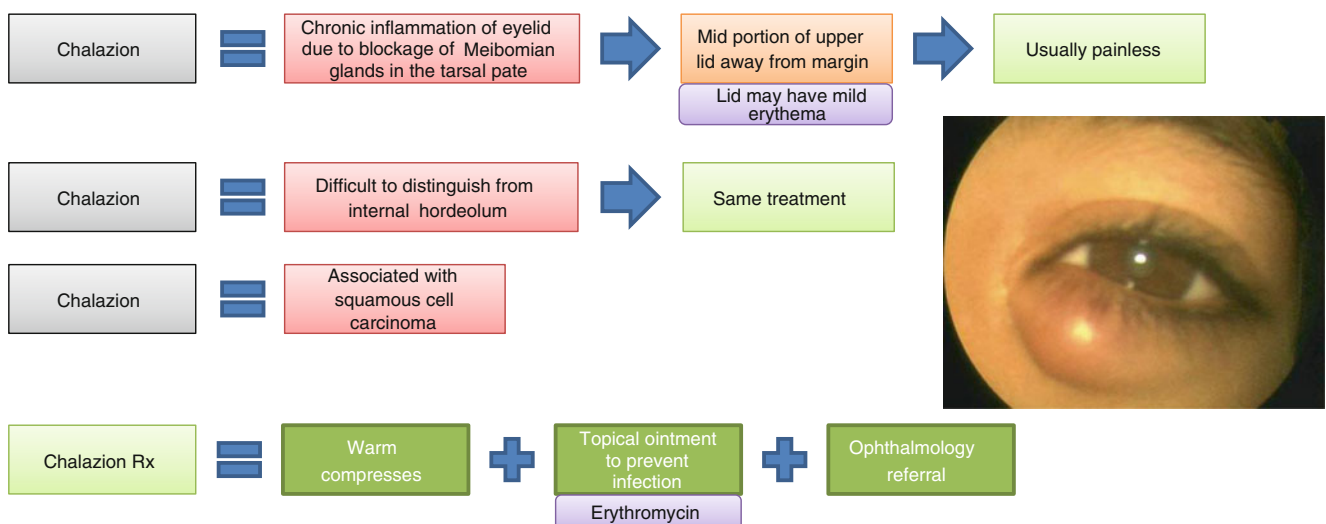 Chalazion
Chronic inflammation of eyelid
due to blockage of Meibomian
glands in the tarsal pate
Mid portion of upper
lid away from margin
Lid may have mild
erythema
Usually painless
Chalazion
Difficult to distinguish from
internal hordeolum
Same treatment
Chalazion
Associated with
squamous cell
carcinoma
Chalazion Rx
Warm
compresses
Topical ointment
to prevent
infection
Erythromycin
Ophthalmology
referral